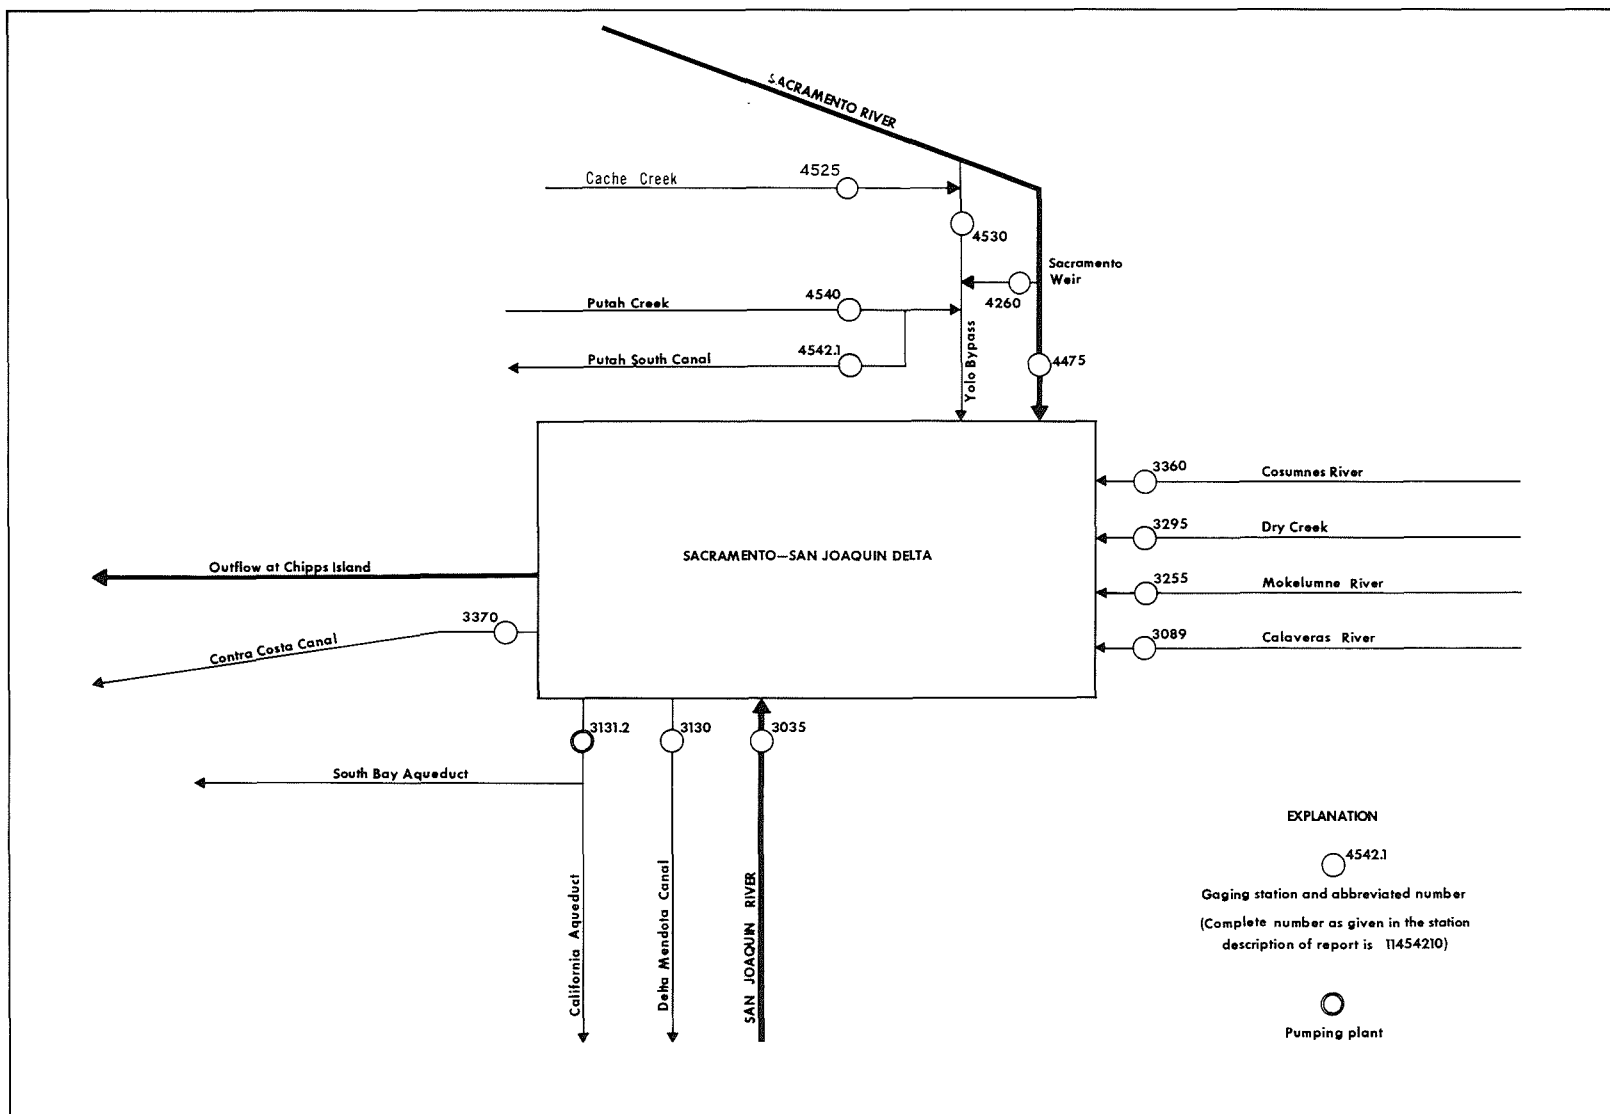 SACRAMENTO RIVER
4525
Cache Creek
4530
Sacramento
Weir
4260
4540
Putah Creek
4542.1
Putah South Canal
Yolo Bypass
4475
3360
Cosumnes River
3295
Dry Creek
SACRAMENTO—SAN JOAQUIN DELTA
Outflow at Chipps Island
3255
Mokelumne River
3370
Contra Costa Canal
3089
Calaveras River
3131.2
3130
3035
South Bay Aqueduct
California Aqueduct
Delta Mendota Canal
SAN JOAQUIN RIVER
EXPLANATION
4542.1
Gaging station and abbreviated number
(Complete number as given in the station
description of report is 11454210)
Pumping plant